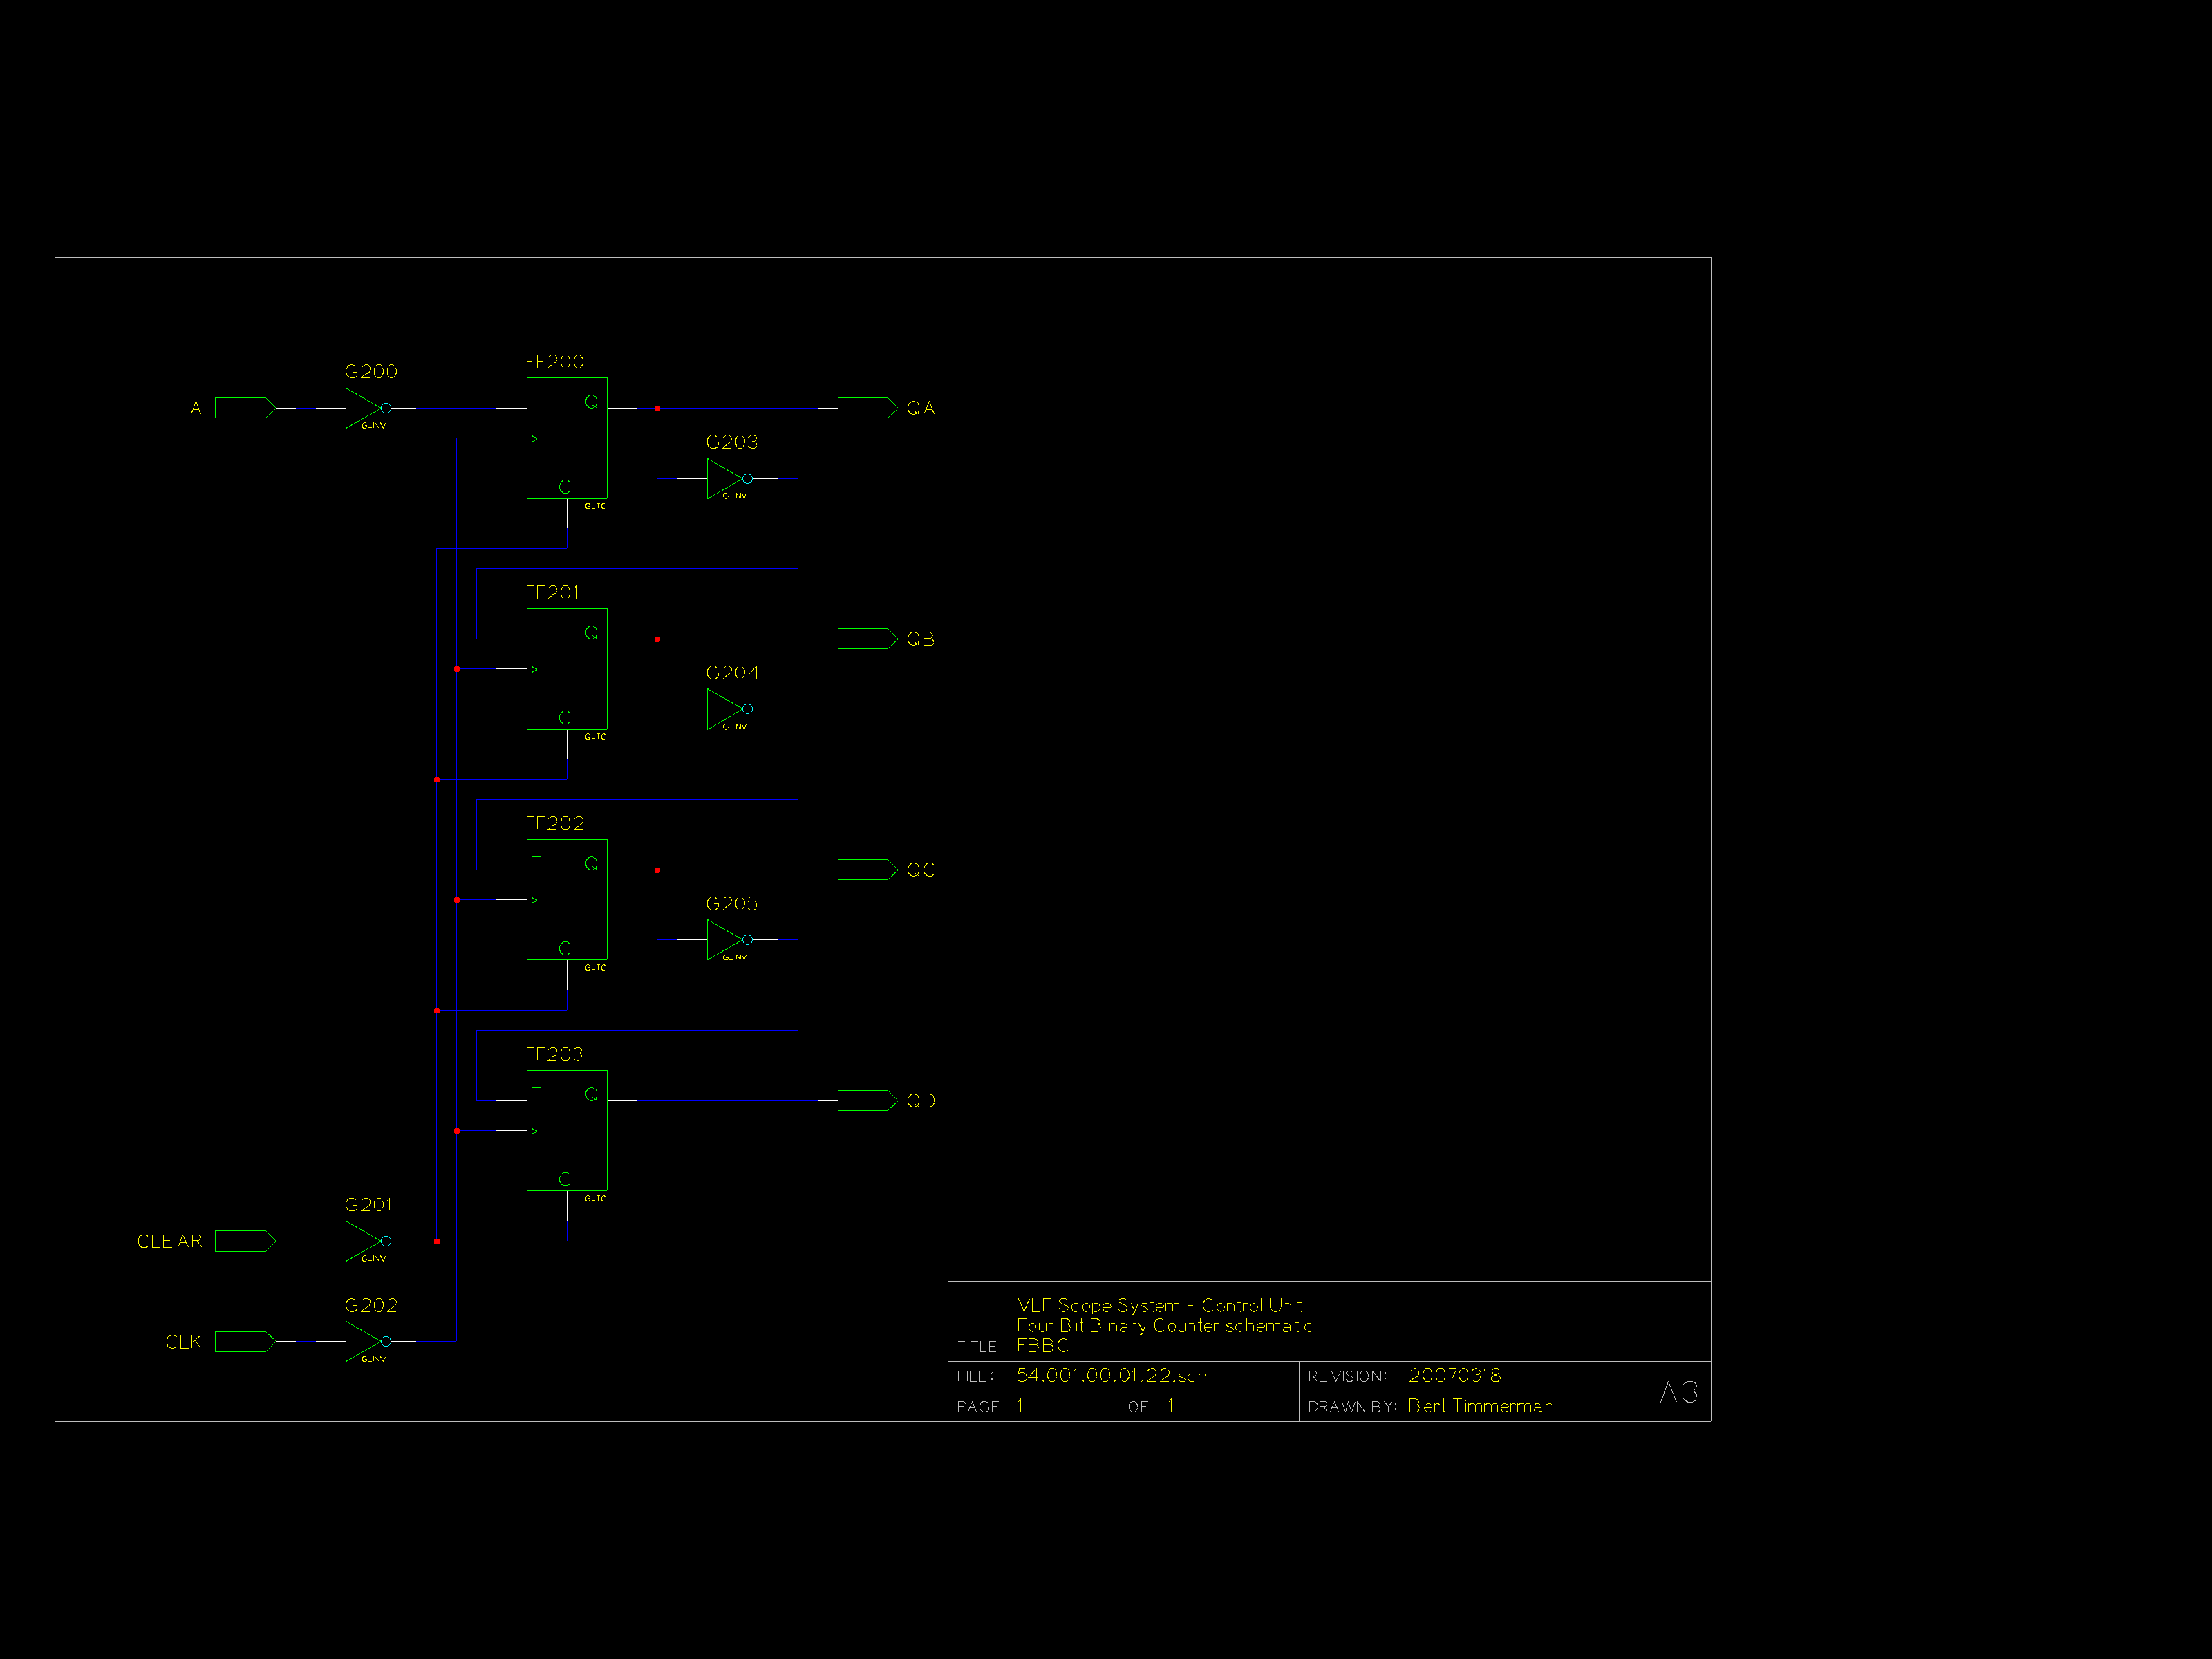 FF200
G200
A
T Q
QA
G_INV
>
G203
C
G_INV
G_TC
FF201
T Q
QB
>
G204
C
G_INV
G_TC
FF202
T Q
QC
>
G205
C
G_INV
G_TC
FF203
T Q
QD
>
C
G_TC
G201
CLEAR
G_INV
G202
CLK
G_INV
VLF Scope System - Control Unit
Four Bit Binary Counter schematic
TITLE FBBC
FILE: 54.001.00.01.22.sch
REVISION: 20070318
PAGE 1 OF 1
DRAWN BY: Bert Timmerman
A3